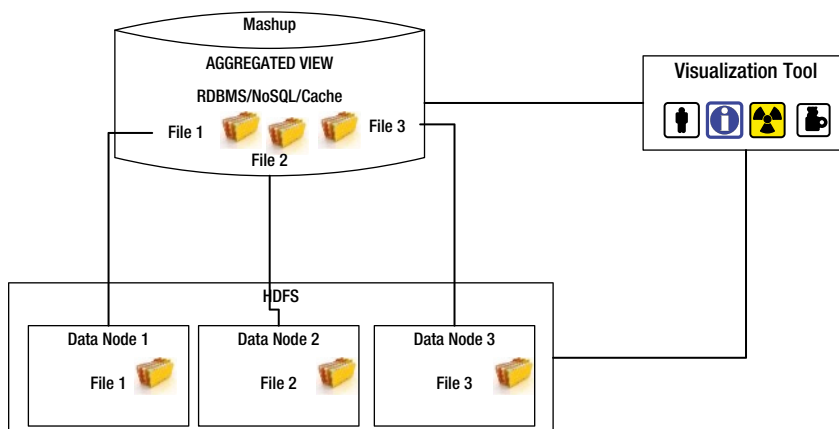 Mashup
AGGREGATED VIEW
RDBMS/NoSQL/Cache
File 1
File 3
File 2
Visualization Tool
HDFS
Data Node 1
Data Node 2
Data Node 3
File 1
File 2
File 3